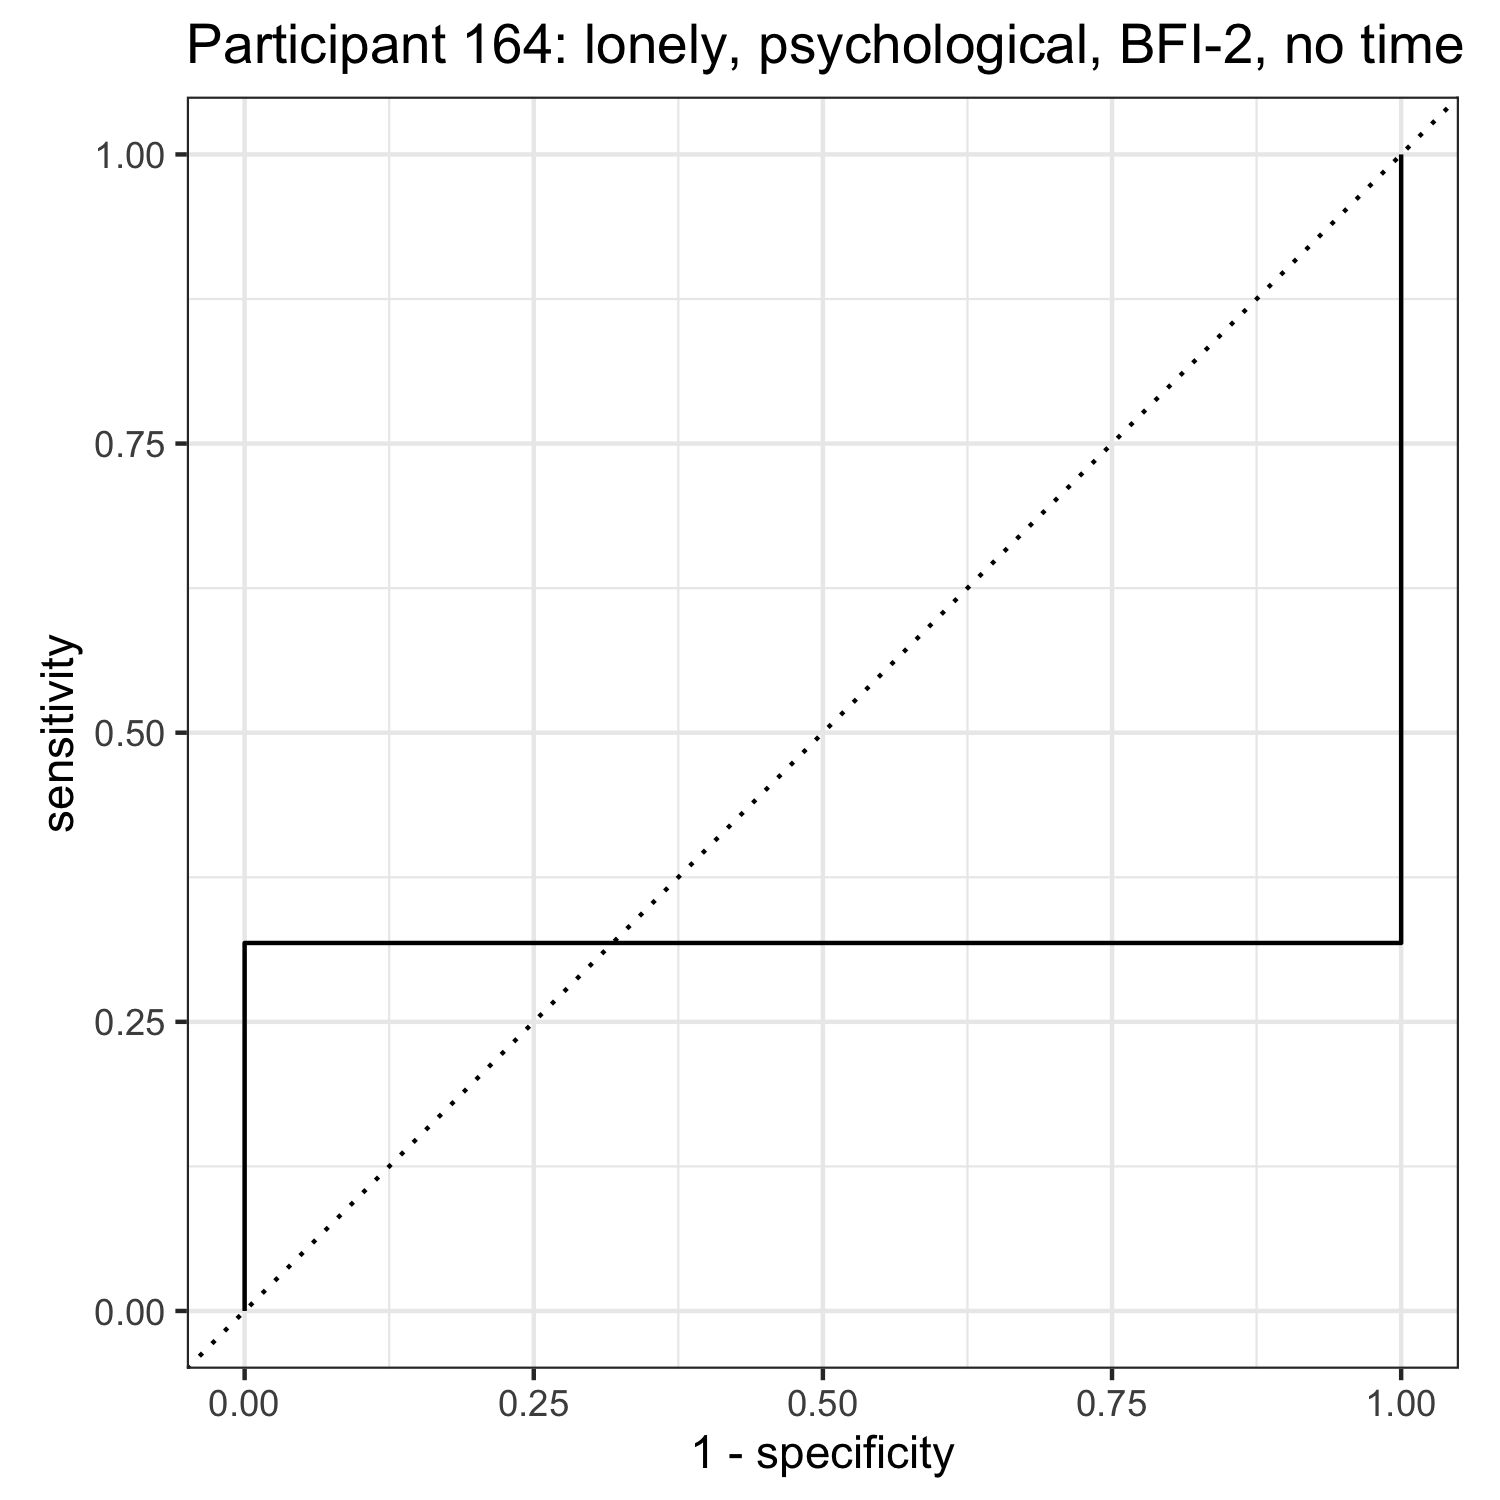 Participant 164: lonely, psychological, BFI-2, no time
1.00
0.75
0.50
0.25
0.00
sensitivity
0.00 0.25 0.50 0.75 1.00
1 - specificity